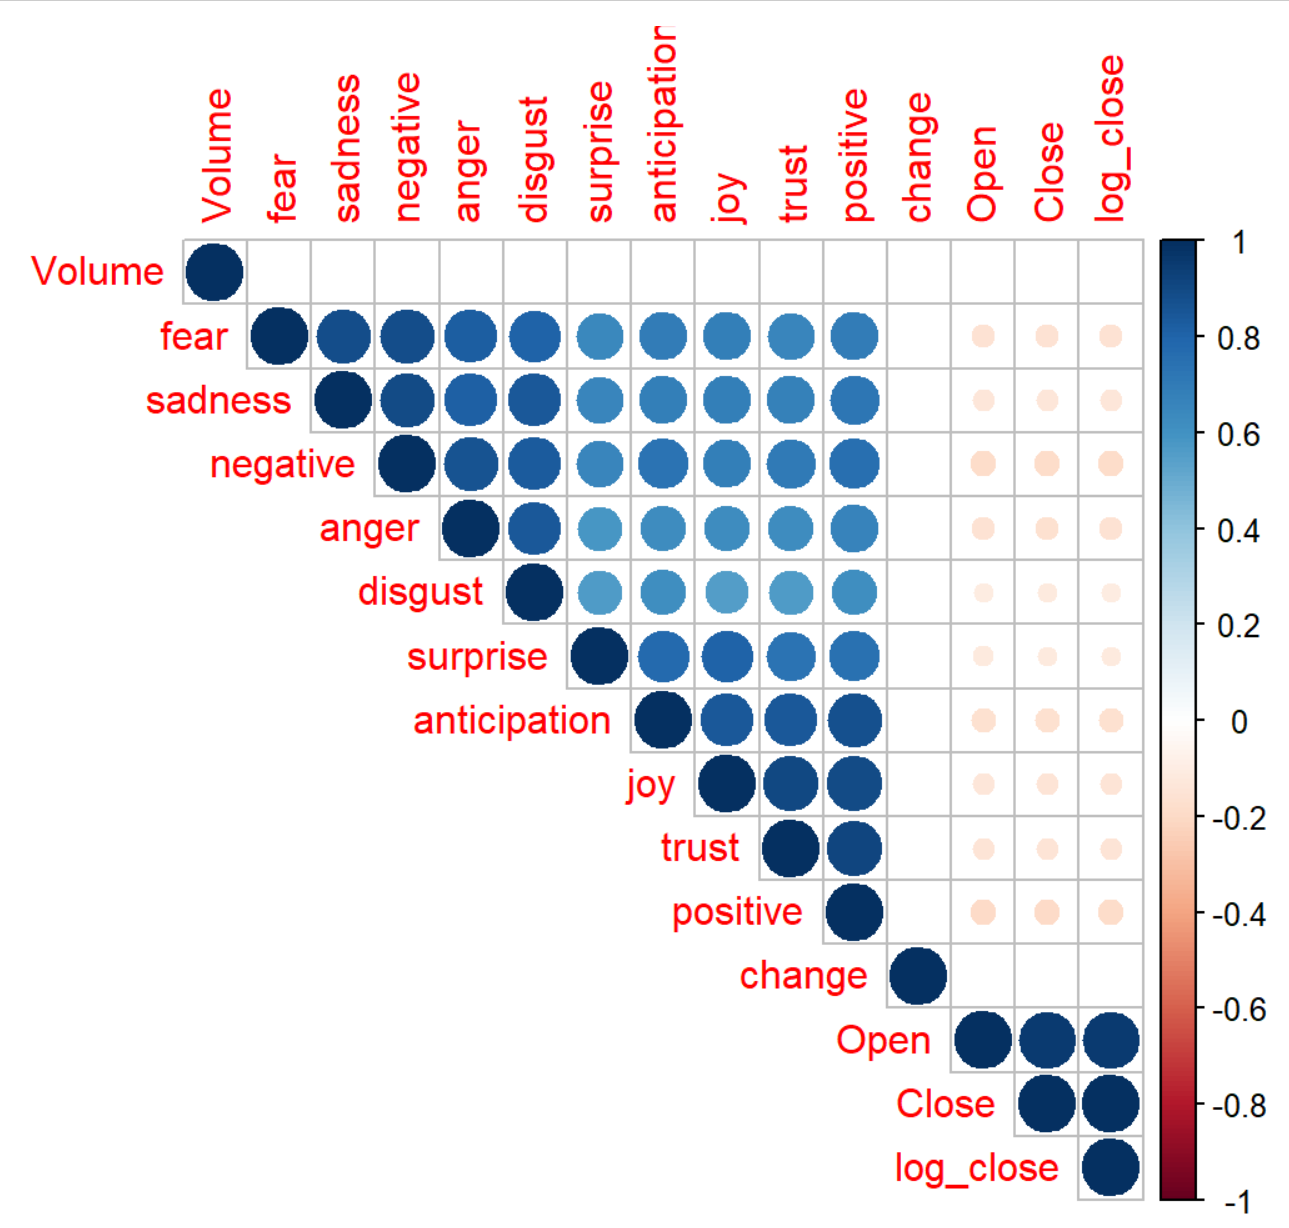 Volume
fear
sadness
negative
anger
disgust
surprise
anticipation
joy
trust
positive
change
Open
Close
log_close
Volume
fear
sadness
negative
anger
disgust
surprise
anticipation
joy
trust
positive
change
Open
Close
log_close
1
0.8
0.6
0.4
0.2
0
-0.2
-0.4
-0.6
-0.8
-1